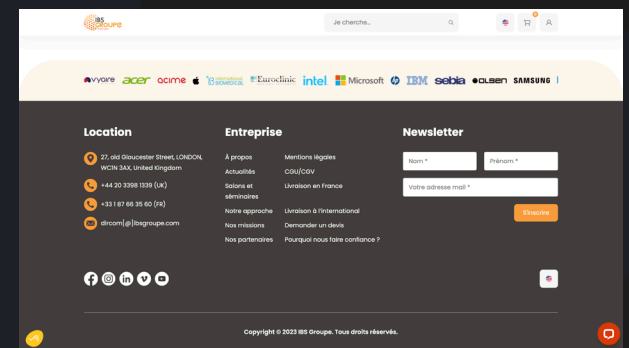 IBS
GROUPE
Je cherche...
0
vyaire acer acime International BIOMEDICAL Euroclinic intel Microsoft hp IBM sebia OLSEN SAMSUNG
Location
27, old Gloucester Street, LONDON,
WC1N 3AX, United Kingdom
+44 20 3398 1339 (UK)
+33 1 87 66 35 60 (FR)
dircom[@]ibsgroupe.com
Entreprise
À propos
Mentions légales
Actualités
CGU/CGV
Salons et
séminaires
Livraison en France
Notre approche
Livraison à l'international
Nos missions
Demander un devis
Nos partenaires
Pourquoi nous faire confiance ?
Newsletter
Nom *
Prénom *
Votre adresse mail *
S'inscrire
Copyright © 2023 IBS Groupe. Tous droits réservés.